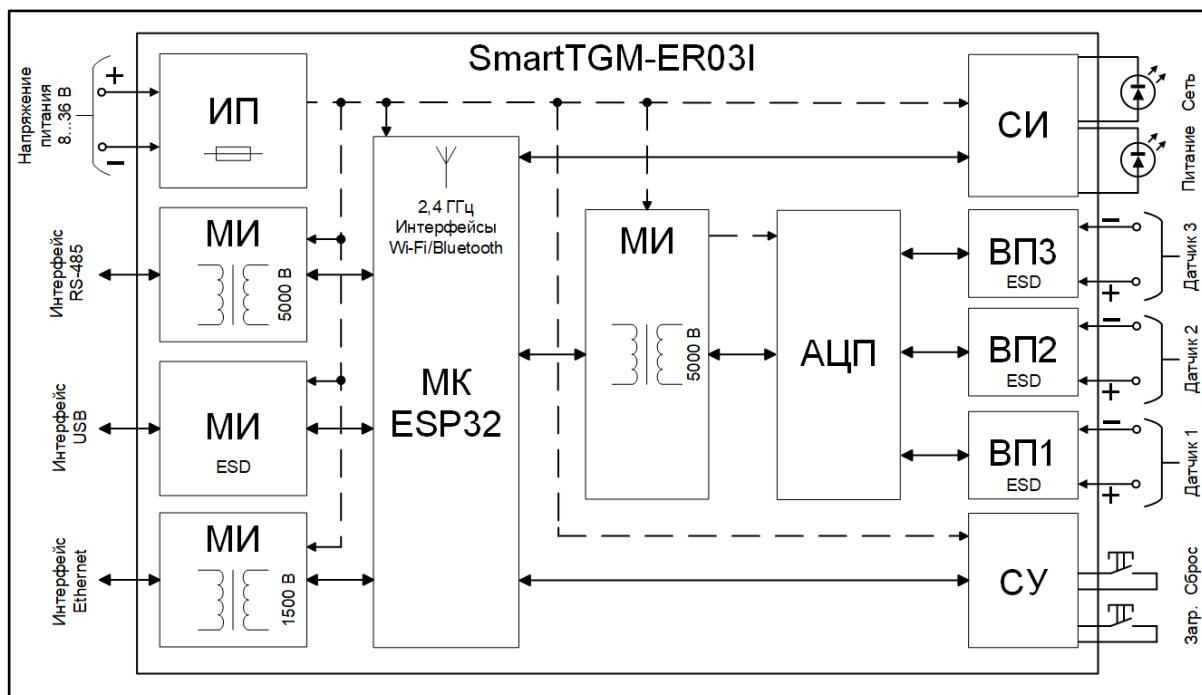 SmartTGM-ER03I
Напряжение
питания
8...36 В
+
−
ИП
СИ
Сеть
Питание
2,4 ГГц
Интерфейсы
Wi-Fi/Bluetooth
МК
ESP32
Интерфейс
RS-485
МИ
5000 В
Интерфейс
USB
МИ
ESD
Интерфейс
Ethernet
МИ
1500 В
МИ
5000 В
АЦП
ВП3
ESD
−
+
Датчик 3
ВП2
ESD
−
+
Датчик 2
ВП1
ESD
−
+
Датчик 1
СУ
Сброс
Загр.